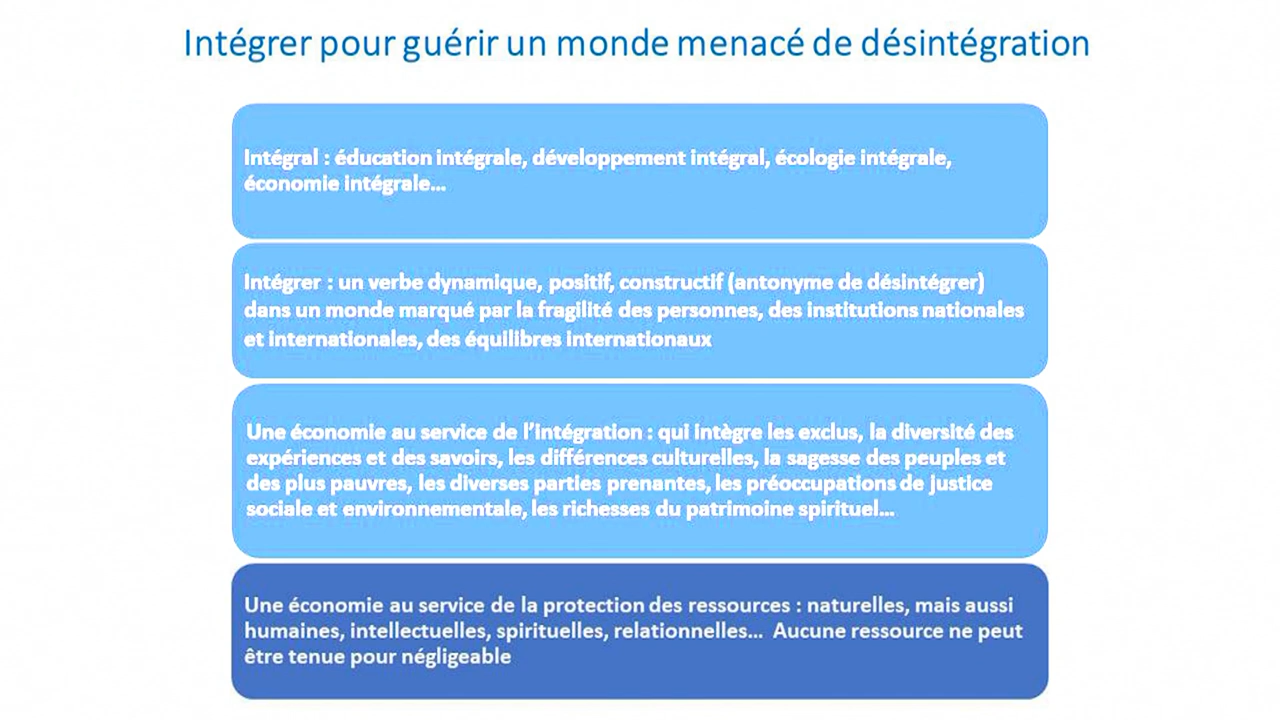 Intégrer pour guérir un monde menacé de désintégration
Intégral : éducation intégrale, développement intégral, écologie intégrale,
économie intégrale...
Intégrer : un verbe dynamique, positif, constructif (antonyme de désintégrer)
dans un monde marqué par la fragilité des personnes, des institutions nationales
et internationales, des équilibres internationaux
Une économie au service de l’intégration : qui intègre les exclus, la diversité des
expériences et des savoirs, les différences culturelles, la sagesse des peuples et
des plus pauvres, les diverses parties prenantes, les préoccupations de justice
sociale et environnementale, les richesses du patrimoine spirituel...
Une économie au service de la protection des ressources : naturelles, mais aussi
humaines, intellectuelles, spirituelles, relationnelles... Aucune ressource ne peut
être tenue pour négligeable